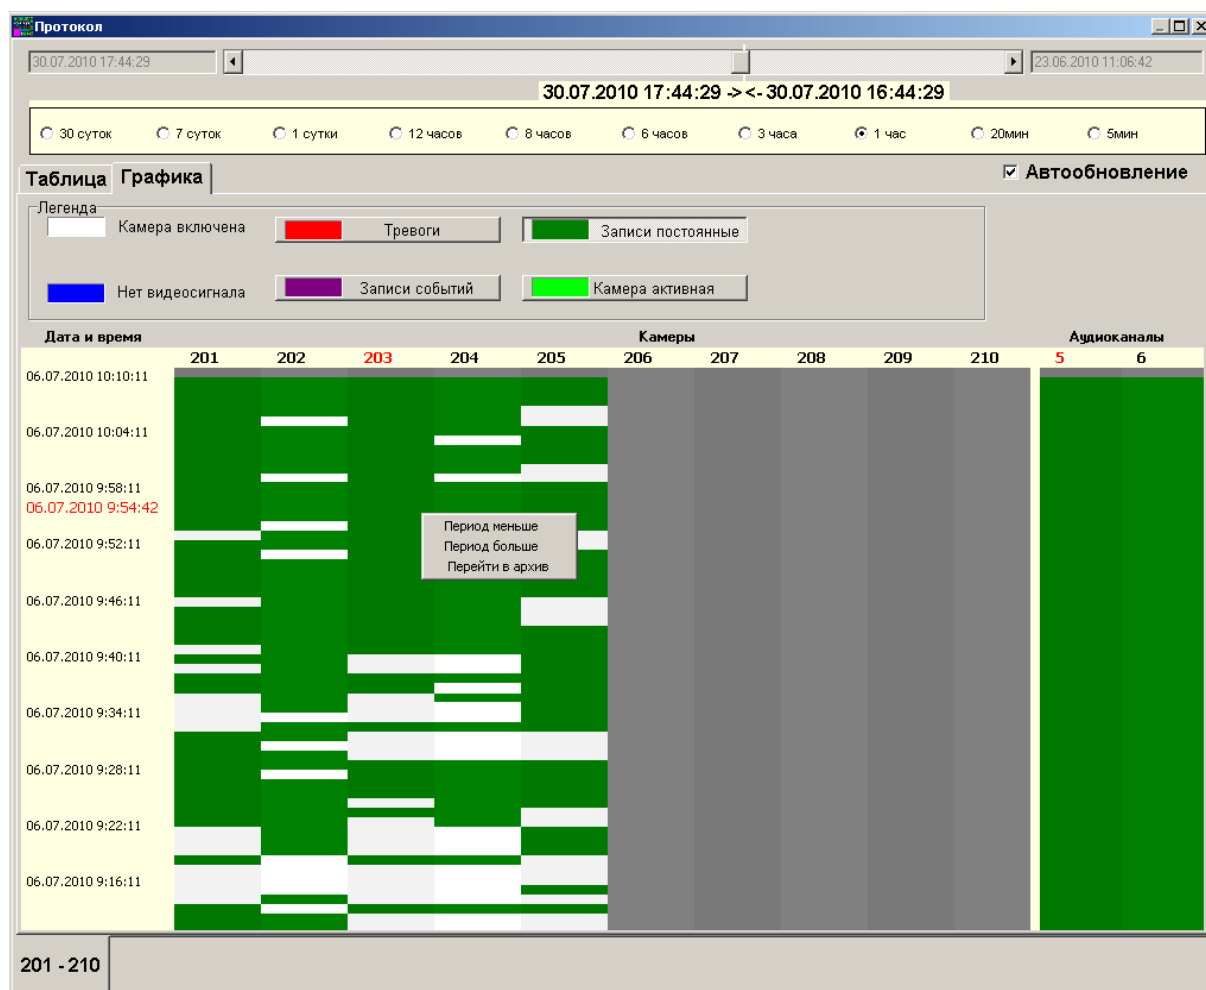 Протокол
30.07.2010 17:44:29 23.06.2010 11:06:42
30.07.2010 17:44:29 -><- 30.07.2010 16:44:29
30 суток 7 суток 1 сутки 12 часов 8 часов 6 часов 3 часа 1 час 20мин 5мин
Таблица Графика Автообновление
Легенда
Камера включена Тревоги Записи постоянные
Нет видеосигнала Записи событий Камера активная
Дата и время Камеры Аудиоканалы
201 202 203 204 205 206 207 208 209 210 5 6
06.07.2010 10:10:11
06.07.2010 10:04:11
06.07.2010 9:58:11
06.07.2010 9:54:42
Период меньше
06.07.2010 9:52:11 Период больше
Перейти в архив
06.07.2010 9:46:11
06.07.2010 9:40:11
06.07.2010 9:34:11
06.07.2010 9:28:11
06.07.2010 9:22:11
06.07.2010 9:16:11
201 - 210